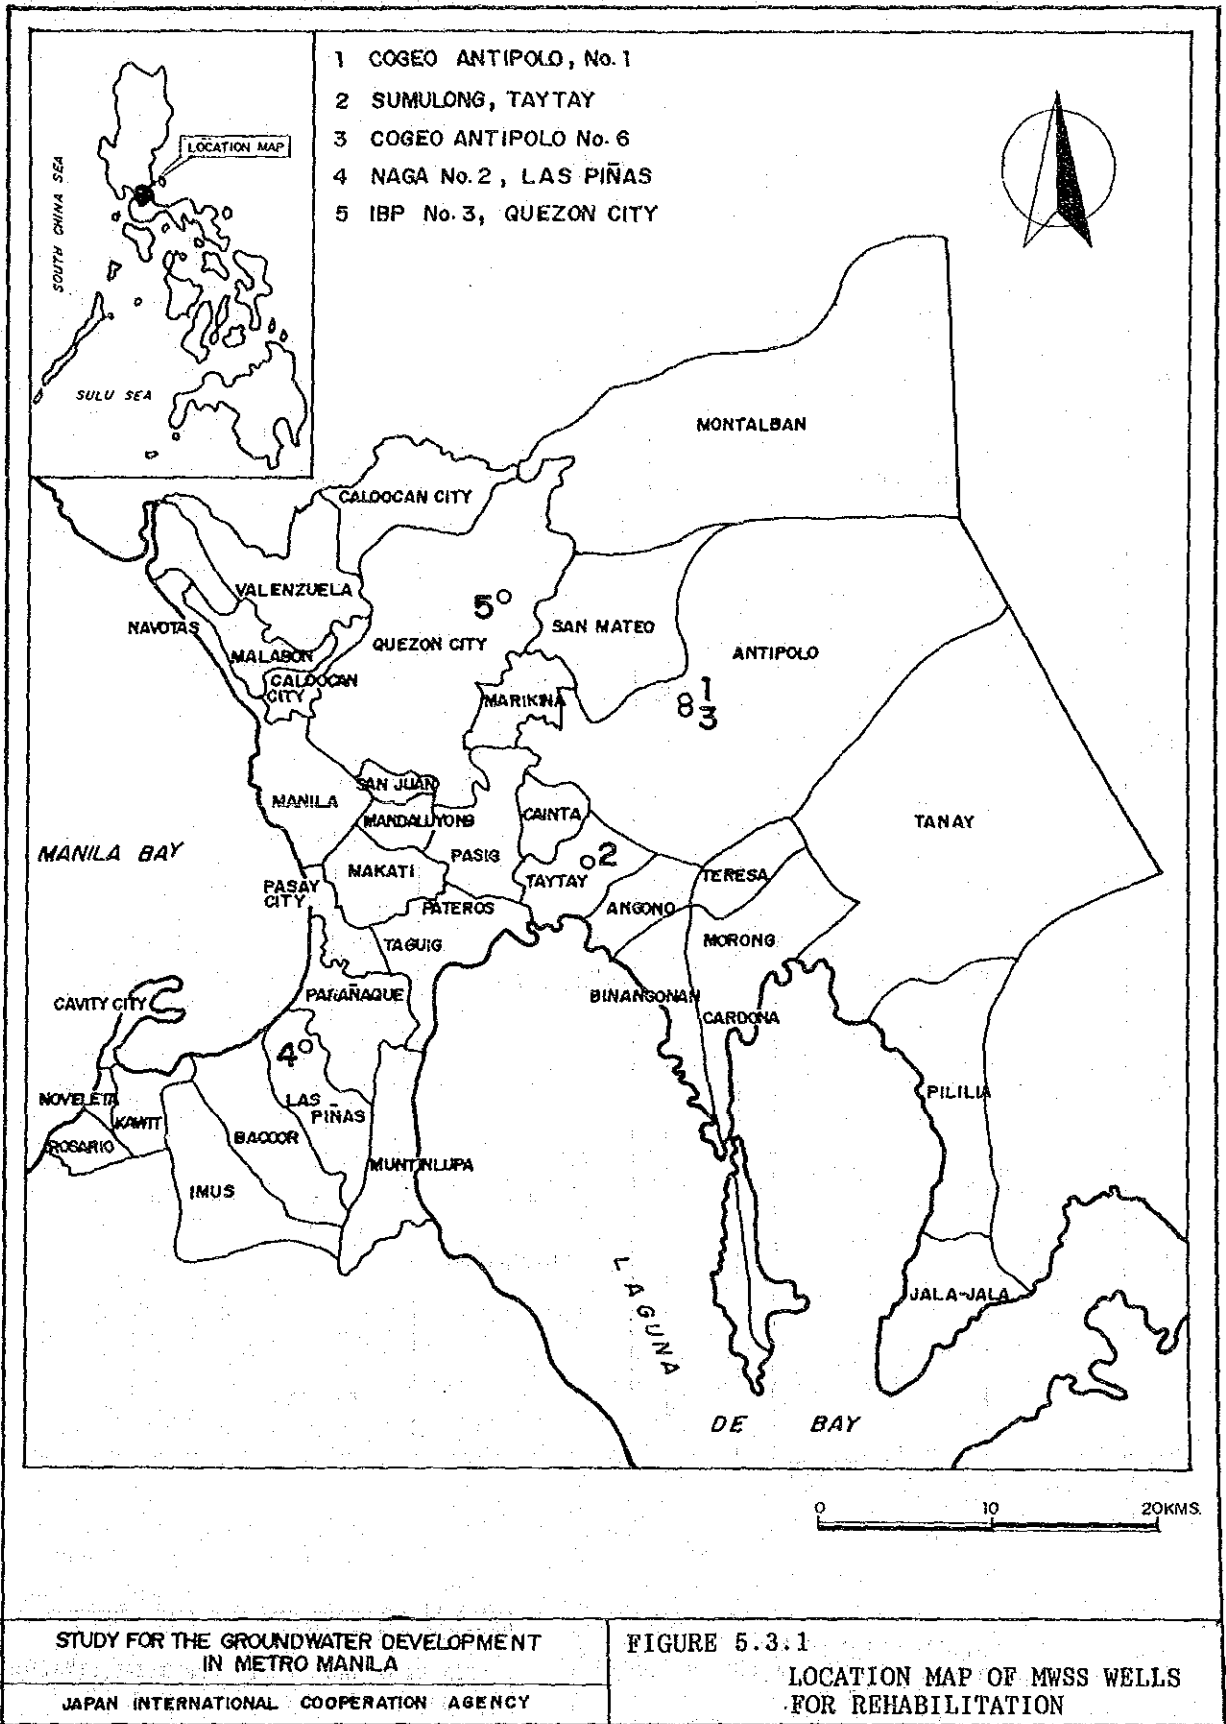 1 COGEO ANTIPOLO, No. 1
2 SUMULONG, TAYTAY
3 COGEO ANTIPOLO No. 6
4 NAGA No. 2, LAS PIÑAS
5 IBP No. 3, QUEZON CITY
LOCATION MAP
SOUTH CHINA SEA
SULU SEA
MONTALBAN
CALOOCAN CITY
VALENZUELA
5
NAVOTAS
QUEZON CITY
SAN MATEO
MALABON
ANTIPOLO
CALOOCAN
CITY
MARIKINA
1
3
SAN JUAN
MANILA
MANDALUYONG
CAINTA
TANAY
MANILA BAY
PASIG
2
MAKATI
TAYTAY
TERESA
PASAY
CITY
PATEROS
ANGONO
TAGUIG
MORONG
PARAÑAQUE
BINANGONAN
CAVITY CITY
CARDONA
4
NOVELETA
LAS
PIÑAS
PILILIA
KAWIT
ROSARIO
BACOOR
MUNTINLUPA
IMUS
LAGUNA
JALA-JALA
DE BAY
0 10 20KMS.
STUDY FOR THE GROUNDWATER DEVELOPMENT
IN METRO MANILA
JAPAN INTERNATIONAL COOPERATION AGENCY
FIGURE 5.3.1
LOCATION MAP OF MWSS WELLS
FOR REHABILITATION